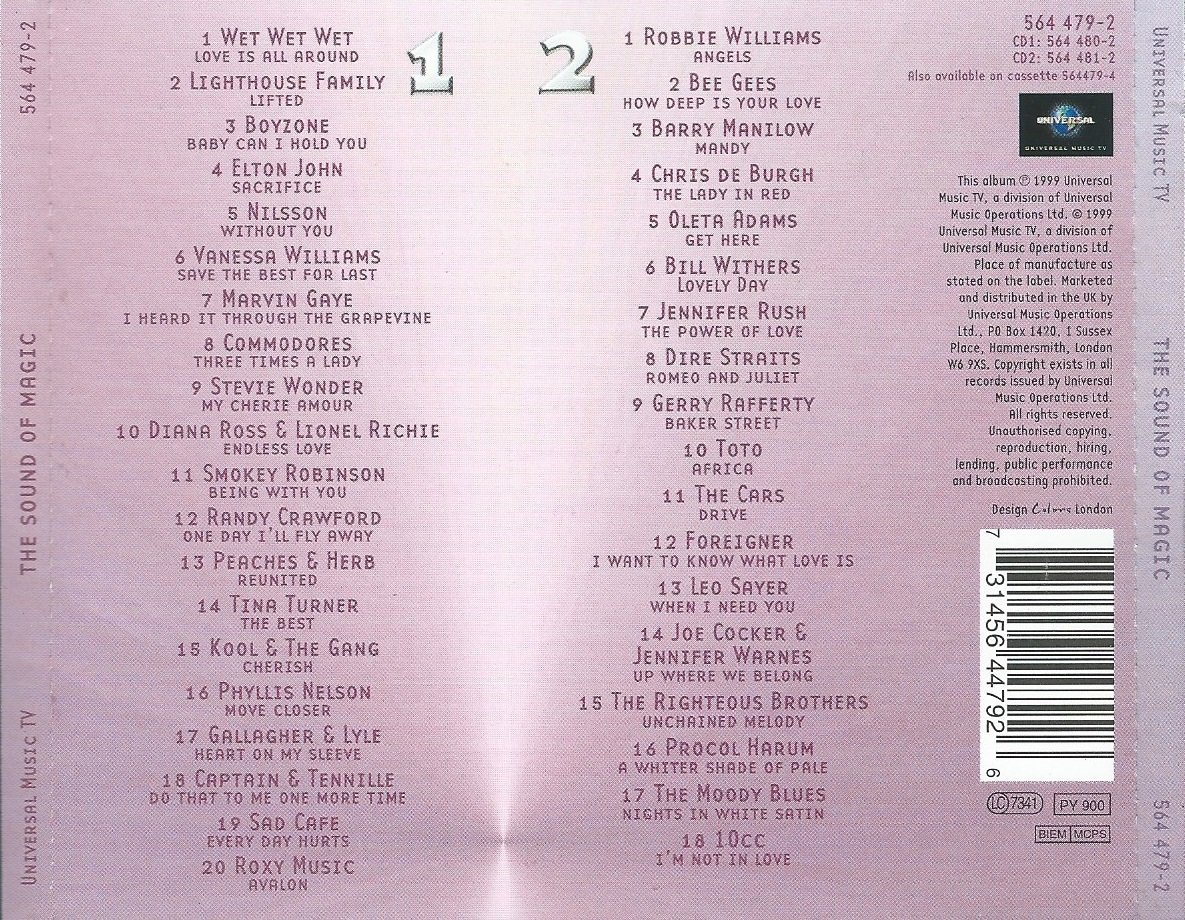 564 479-2
THE SOUND OF MAGIC
UNIVERSAL MUSIC TV
1
1 WET WET WET
LOVE IS ALL AROUND
2 LIGHTHOUSE FAMILY
LIFTED
3 BOYZONE
BABY CAN I HOLD YOU
4 ELTON JOHN
SACRIFICE
5 NILSSON
WITHOUT YOU
6 VANESSA WILLIAMS
SAVE THE BEST FOR LAST
7 MARVIN GAYE
I HEARD IT THROUGH THE GRAPEVINE
8 COMMODORES
THREE TIMES A LADY
9 STEVIE WONDER
MY CHERIE AMOUR
10 DIANA ROSS & LIONEL RICHIE
ENDLESS LOVE
11 SMOKEY ROBINSON
BEING WITH YOU
12 RANDY CRAWFORD
ONE DAY I'LL FLY AWAY
13 PEACHES & HERB
REUNITED
14 TINA TURNER
THE BEST
15 KOOL & THE GANG
CHERISH
16 PHYLLIS NELSON
MOVE CLOSER
17 GALLAGHER & LYLE
HEART ON MY SLEEVE
18 CAPTAIN & TENNILLE
DO THAT TO ME ONE MORE TIME
19 SAD CAFE
EVERY DAY HURTS
20 ROXY MUSIC
AVALON
2
1 ROBBIE WILLIAMS
ANGELS
2 BEE GEES
HOW DEEP IS YOUR LOVE
3 BARRY MANILOW
MANDY
4 CHRIS DE BURGH
THE LADY IN RED
5 OLETA ADAMS
GET HERE
6 BILL WITHERS
LOVELY DAY
7 JENNIFER RUSH
THE POWER OF LOVE
8 DIRE STRAITS
ROMEO AND JULIET
9 GERRY RAFFERTY
BAKER STREET
10 TOTO
AFRICA
11 THE CARS
DRIVE
12 FOREIGNER
I WANT TO KNOW WHAT LOVE IS
13 LEO SAYER
WHEN I NEED YOU
14 JOE COCKER &
JENNIFER WARNES
UP WHERE WE BELONG
15 THE RIGHTEOUS BROTHERS
UNCHAINED MELODY
16 PROCOL HARUM
A WHITER SHADE OF PALE
17 THE MOODY BLUES
NIGHTS IN WHITE SATIN
18 10CC
I'M NOT IN LOVE
564 479-2
CD1: 564 480-2
CD2: 564 481-2
Also available on cassette 564479-4
UNIVERSAL
UNIVERSAL MUSIC TV
This album ℗ 1999 Universal
Music TV, a division of Universal
Music Operations Ltd. © 1999
Universal Music TV, a division of
Universal Music Operations Ltd.
Place of manufacture as
stated on the label. Marketed
and distributed in the UK by
Universal Music Operations
Ltd., PO Box 1420, 1 Sussex
Place, Hammersmith, London
W6 9XS. Copyright exists in all
records issued by Universal
Music Operations Ltd.
All rights reserved.
Unauthorised copying,
reproduction, hiring,
lending, public performance
and broadcasting prohibited.
Design London
7 31456 44792 6
LC 7341
PY 900
BIEM MCPS
UNIVERSAL MUSIC TV
THE SOUND OF MAGIC
564 479-2